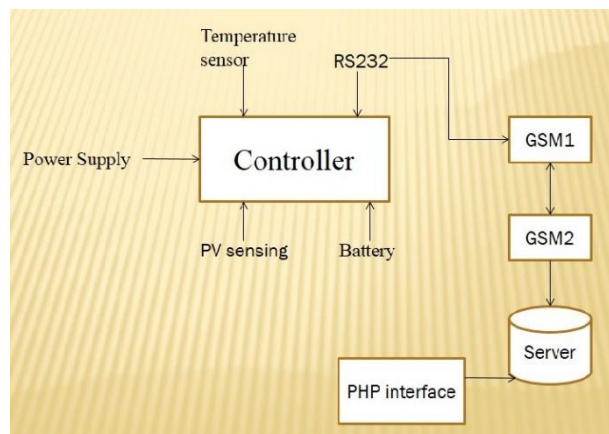 Temperature
sensor
RS232
Power Supply
Controller
GSM1
PV sensing
Battery
GSM2
Server
PHP interface